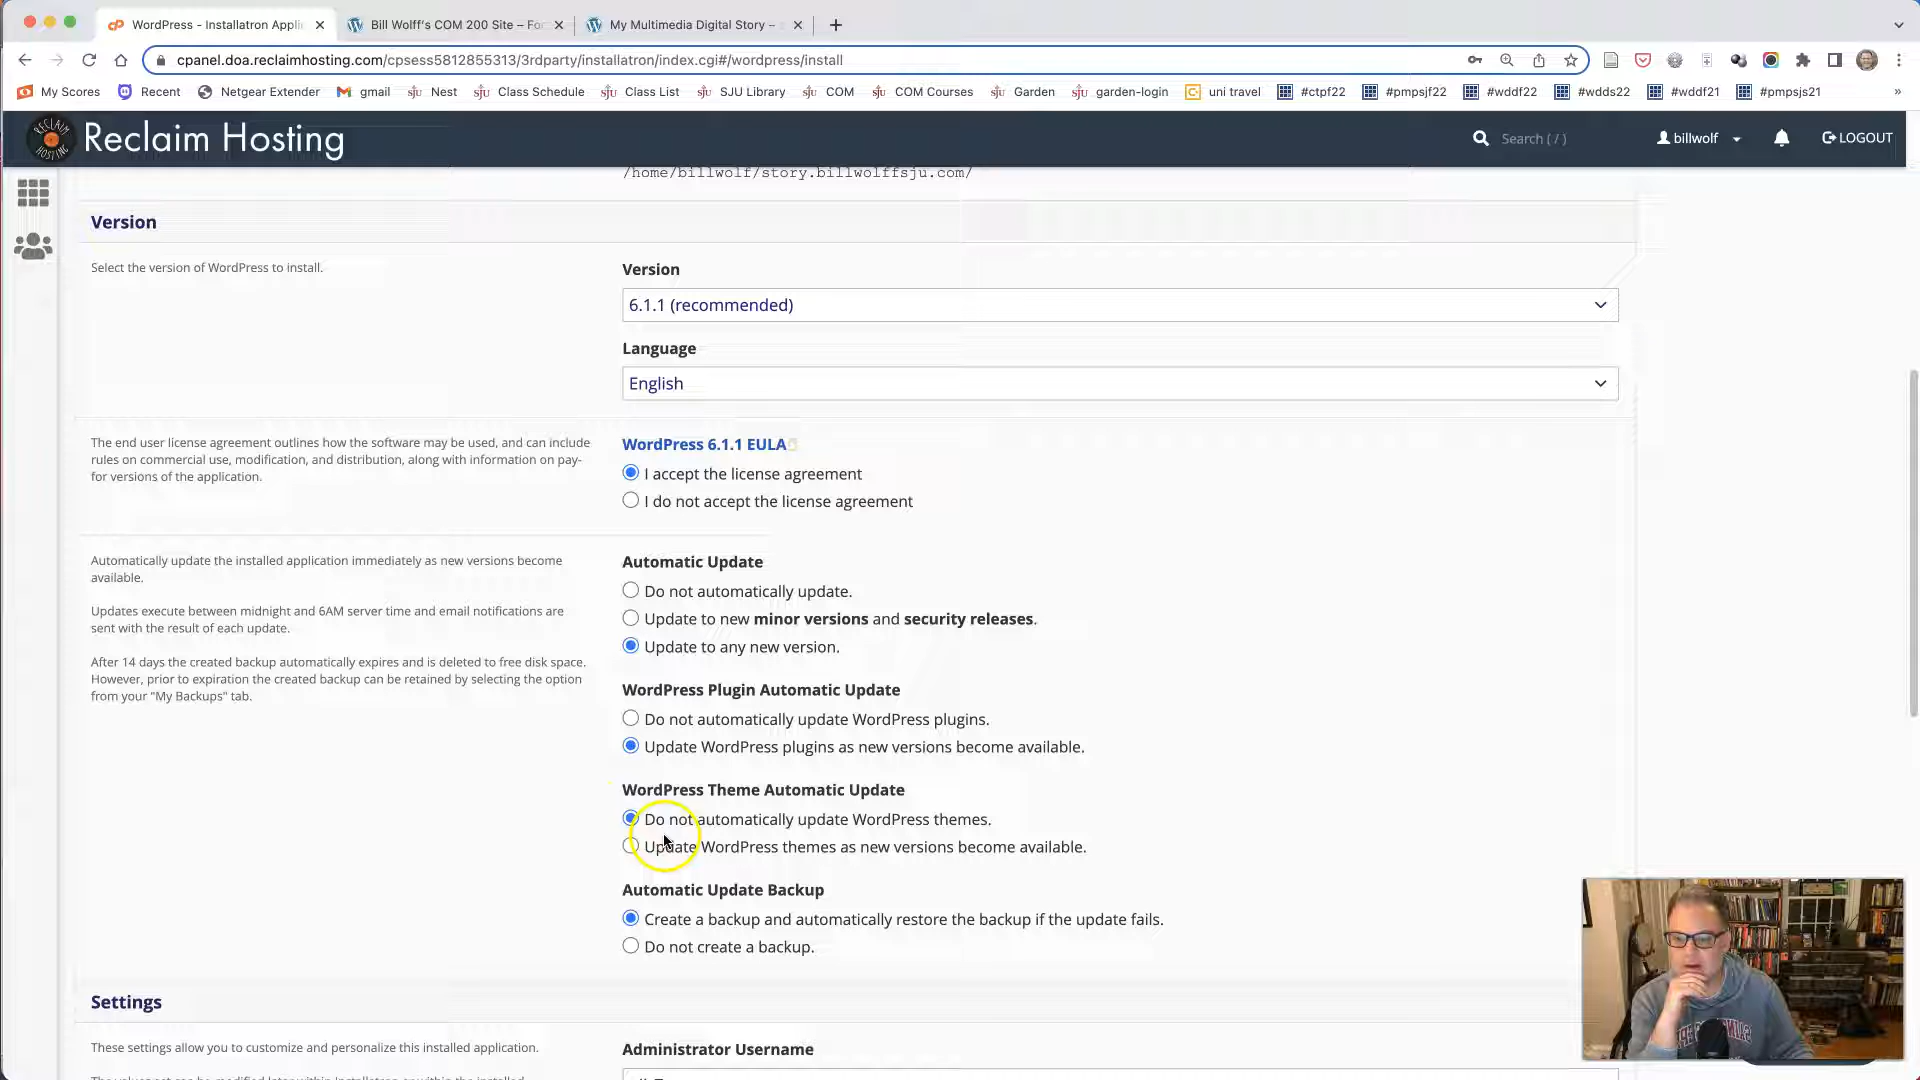 WordPress - Installatron Appli
Bill Wolff's COM 200 Site – Fo
My Multimedia Digital Story –
cpanel.doa.reclaimhosting.com/cpsess5812855313/3rdparty/installatron/index.cgi#/wordpress/install
My Scores Recent Netgear Extender gmail Nest Class Schedule Class List SJU Library COM COM Courses Garden garden-login uni travel #ctpf22 #pmpsjf22 #wddf22 #wdds22 #wddf21 #pmpsjs21 »
RECLAIM HOSTING
Reclaim Hosting
Search ( / )
billwolf
LOGOUT
/home/billwolf/story.billwolffsju.com/
Version
Select the version of WordPress to install.
Version
6.1.1 (recommended)
Language
English
The end user license agreement outlines how the software may be used, and can include
rules on commercial use, modification, and distribution, along with information on pay-
for versions of the application.
WordPress 6.1.1 EULA
I accept the license agreement
I do not accept the license agreement
Automatically update the installed application immediately as new versions become
available.
Updates execute between midnight and 6AM server time and email notifications are
sent with the result of each update.
After 14 days the created backup automatically expires and is deleted to free disk space.
However, prior to expiration the created backup can be retained by selecting the option
from your "My Backups" tab.
Automatic Update
Do not automatically update.
Update to new minor versions and security releases.
Update to any new version.
WordPress Plugin Automatic Update
Do not automatically update WordPress plugins.
Update WordPress plugins as new versions become available.
WordPress Theme Automatic Update
Do not automatically update WordPress themes.
Update WordPress themes as new versions become available.
Automatic Update Backup
Create a backup and automatically restore the backup if the update fails.
Do not create a backup.
Settings
These settings allow you to customize and personalize this installed application.
Administrator Username